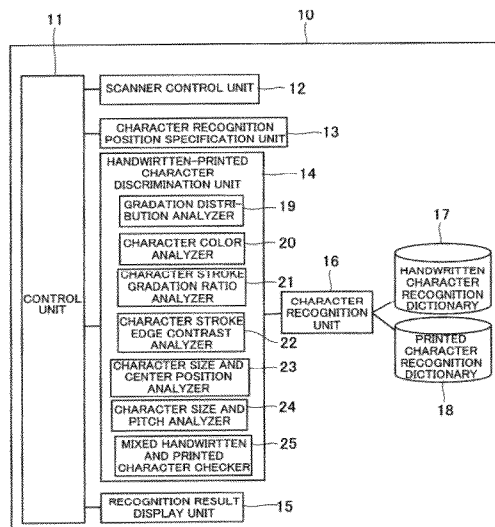 10
11
SCANNER CONTROL UNIT
12
CHARACTER RECOGNITION
POSITION SPECIFICATION UNIT
13
HANDWIRTTEN-PRINTED
CHARACTER
DISCRIMINATION UNIT
14
GRADATION DISTRI-
BUTION ANALYZER
19
CHARACTER COLOR
ANALYZER
20
CHARACTER STROKE
GRADATION RATIO
ANALYZER
21
CHARACTER STROKE
EDGE CONTRAST
ANALYZER
22
CHARACTER SIZE AND
CENTER POSITION
ANALYZER
23
CHARACTER SIZE AND
PITCH ANALYZER
24
MIXED HANDWIRTTEN
AND PRINTED
CHARACTER CHECKER
25
CONTROL
UNIT
RECOGNITION RESULT
DISPLAY UNIT
15
16
CHARACTER
RECOGNITION
UNIT
17
HANDWRITTEN
CHARACTER
RECOGNITION
DICTIONARY
PRINTED
CHARACTER
RECOGNITION
DICTIONARY
18